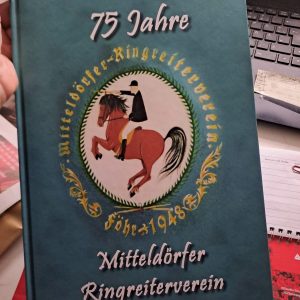 75 Jahre
Mitteldörfer-Ringreiterverein.
Föhr 1948
Mitteldörfer
Ringreiterverein